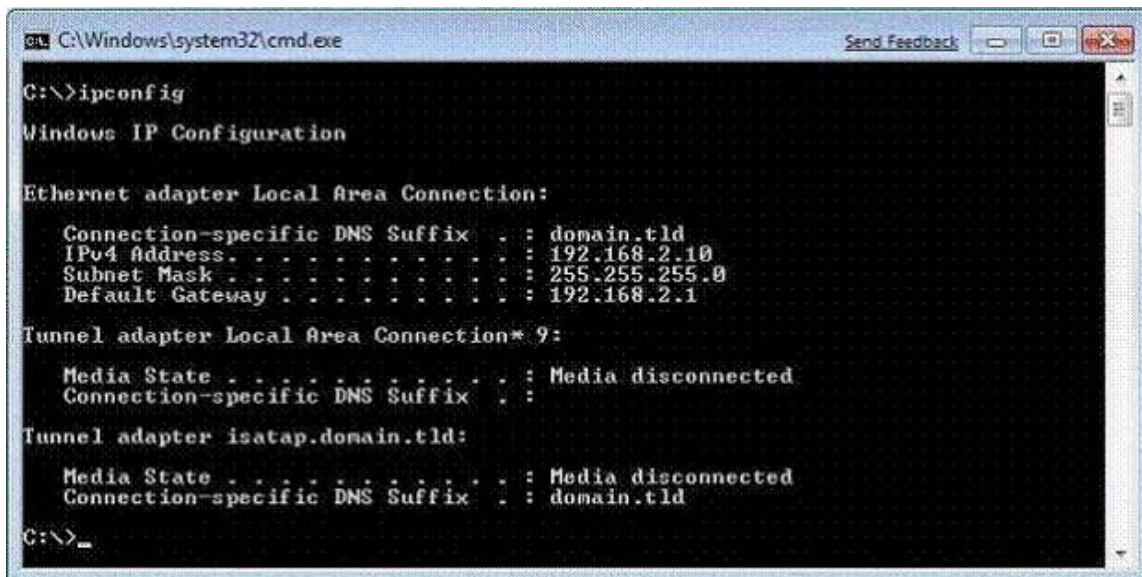 C:\Windows\system32\cmd.exe
Send Feedback
C:\>ipconfig
Windows IP Configuration
Ethernet adapter Local Area Connection:
Connection-specific DNS Suffix . : domain.tld
IPv4 Address. . . . . . . . . . . : 192.168.2.10
Subnet Mask . . . . . . . . . . . : 255.255.255.0
Default Gateway . . . . . . . . . : 192.168.2.1
Tunnel adapter Local Area Connection* 9:
Media State . . . . . . . . . . . : Media disconnected
Connection-specific DNS Suffix . :
Tunnel adapter isatap.domain.tld:
Media State . . . . . . . . . . . : Media disconnected
Connection-specific DNS Suffix . : domain.tld
C:\>_